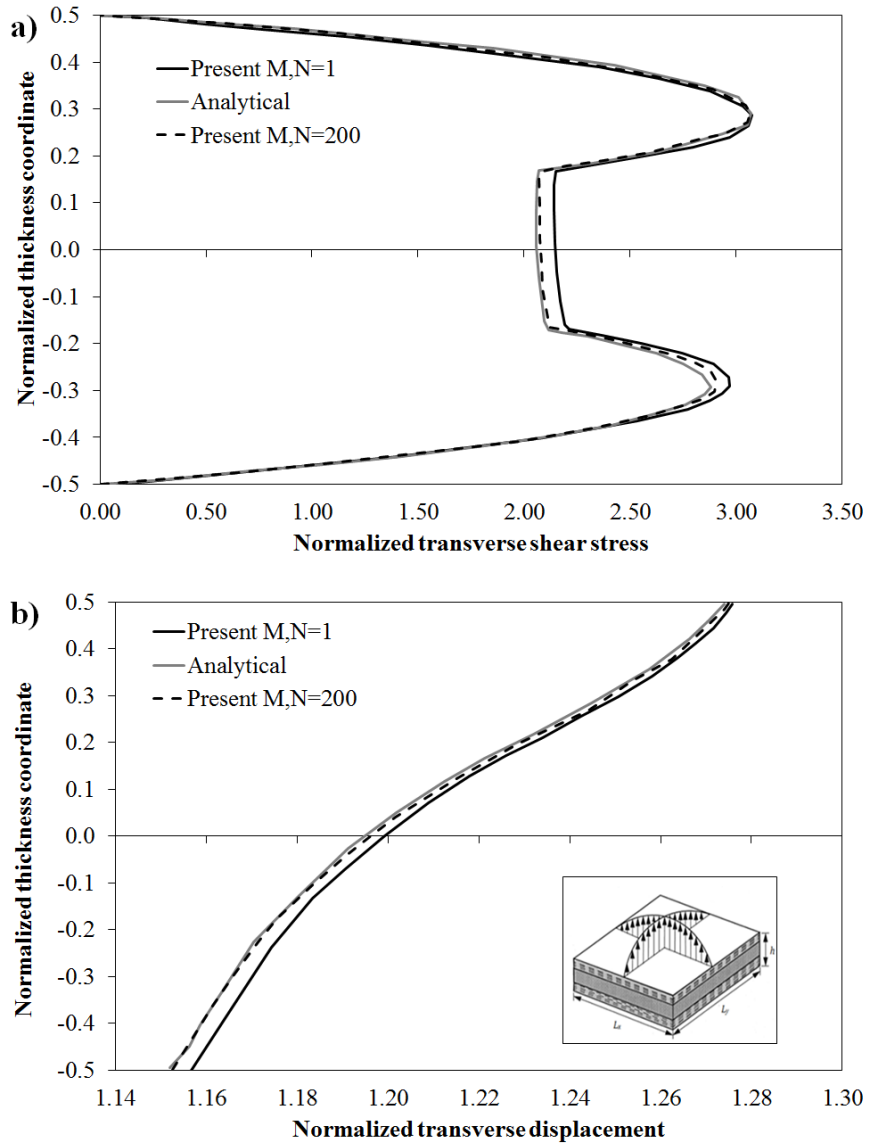 a)
Normalized thickness coordinate
0.5
0.4
0.3
0.2
0.1
0.0
-0.1
-0.2
-0.3
-0.4
-0.5
Present M,N=1
Analytical
Present M,N=200
0.00 0.50 1.00 1.50 2.00 2.50 3.00 3.50
Normalized transverse shear stress
b)
Normalized thickness coordinate
0.5
0.4
0.3
0.2
0.1
0.0
-0.1
-0.2
-0.3
-0.4
-0.5
Present M,N=1
Analytical
Present M,N=200
h
Lx
Ly
1.14 1.16 1.18 1.20 1.22 1.24 1.26 1.28 1.30
Normalized transverse displacement